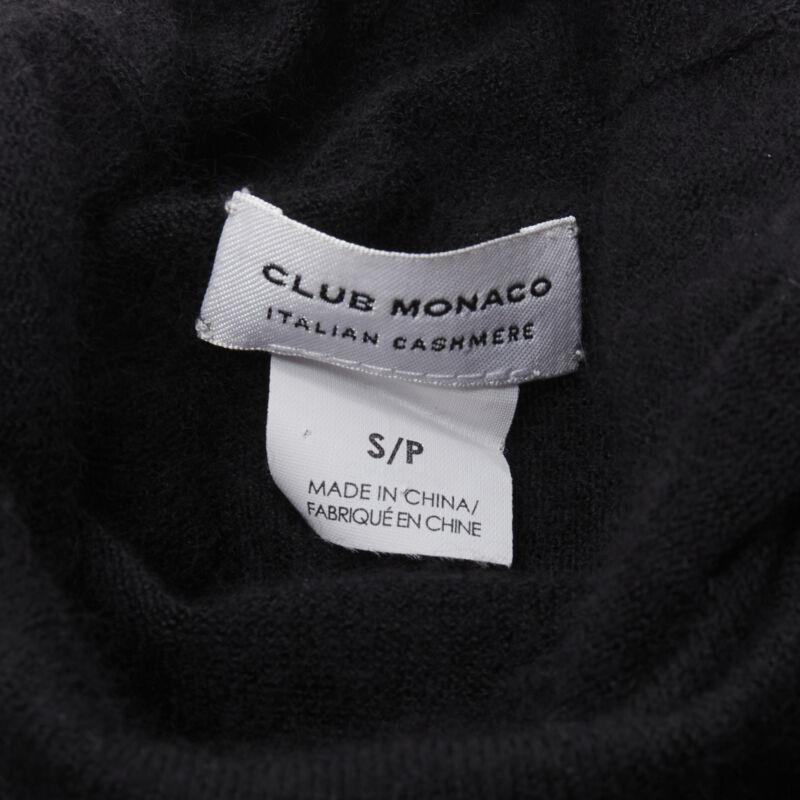 CLUB MONACO
ITALIAN CASHMERE
S/P
MADE IN CHINA/
FABRIQUÉ EN CHINE